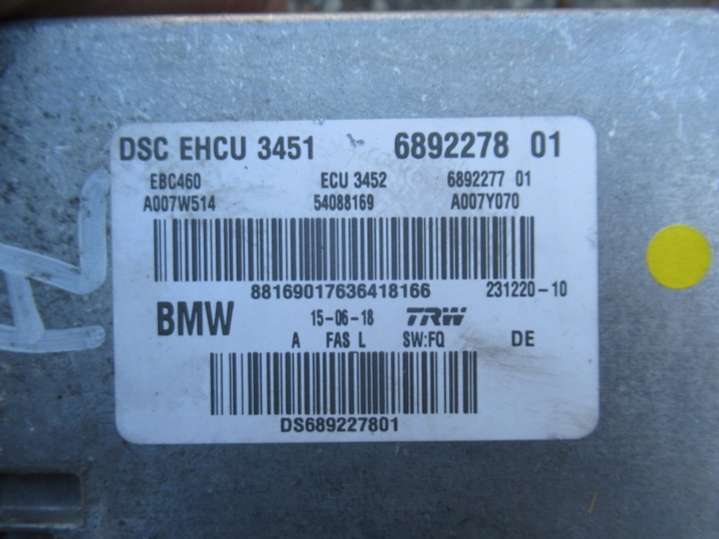 DSC EHCU 3451 6892278 01
EBC460 ECU 3452 6892277 01
A007W514 54088169 A007Y070
88169017636418166 231220-10
BMW 15-06-18 TRW
A FAS L SW:FQ DE
DS689227801